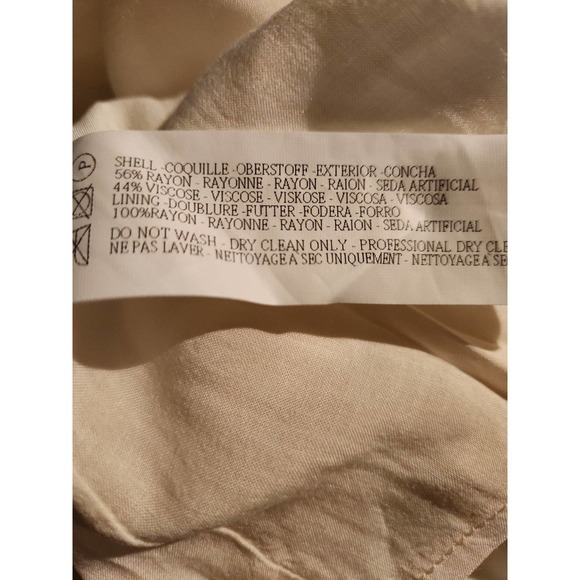 P
SHELL -COQUILLE -OBERSTOFF -EXTERIOR -CONCHA
56% RAYON - RAYONNE - RAYON - RAION - SEDA ARTIFICIAL
44% VISCOSE - VISCOSE - VISKOSE - VISCOSA - VISCOSA
LINING -DOUBLURE -FUTTER -FODERA -FORRO
100%RAYON - RAYONNE - RAYON - RAION - SEDA ARTIFICIAL
DO NOT WASH - DRY CLEAN ONLY - PROFESSIONAL DRY CLE
NE PAS LAVER - NETTOYAGE A SEC UNIQUEMENT - NETTOYAGE A SE